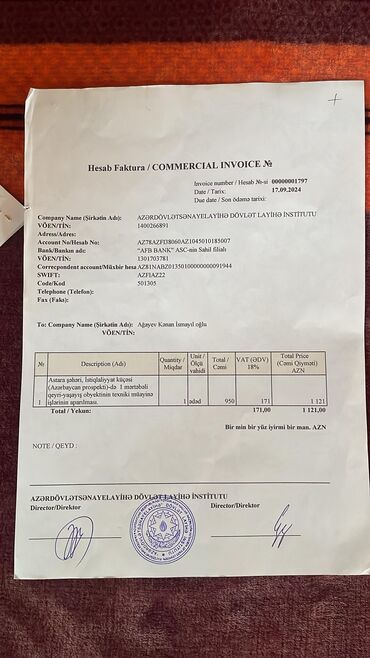 Hesab Faktura / COMMERCIAL INVOICE №
Invoice number / Hesab №-si 00000001797
Date / Tarix: 17.09.2024
Due date / Son ödəmə tarixi:
Company Name (Şirkətin Adı): AZƏRDÖVLƏTSƏNAYELAYİHƏ DÖVLƏT LAYİHƏ İNSTİTUTU
VÖEN/TİN: 1400266891
Adress/Adres:
Account No/Hesab No: AZ78AZFI38060AZ1045010185007
Bank/Bankın adı: "AFB BANK" ASC-nin Sahil filialı
VÖEN/TİN: 1301703781
Correcpondent account/Müxbir hesa AZ81NABZ01350100000000091944
SWIFT: AZFIAZ22
Code/Kod 501305
Telephone (Telefon):
Fax (Faks):
To: Company Name (Şirkətin Adı): Ağayev Kənan İsmayıl oğlu
VÖEN/TİN:
№ Description (Adı) Quantity / Miqdar Unit / Ölçü vahidi Total / Cəmi VAT (ƏDV) 18% Total Price (Cəmi Qiyməti) AZN
Astara şəhəri, İstiqlaliyyat küçəsi
(Azərbaycan prospekti)-də 1 mərtəbəli
qeyri-yaşayış obyektinin texniki müayinə
1 işlərinin aparılması. 1 ədəd 950 171 1 121
Total / Yekun: 171,00 1 121,00
Bir min bir yüz iyirmi bir man. AZN
NOTE / QEYD :
AZƏRDÖVLƏTSƏNAYELAYİHƏ DÖVLƏT LAYİHƏ İNSTİTUTU
Director/Direktor Director/Direktor